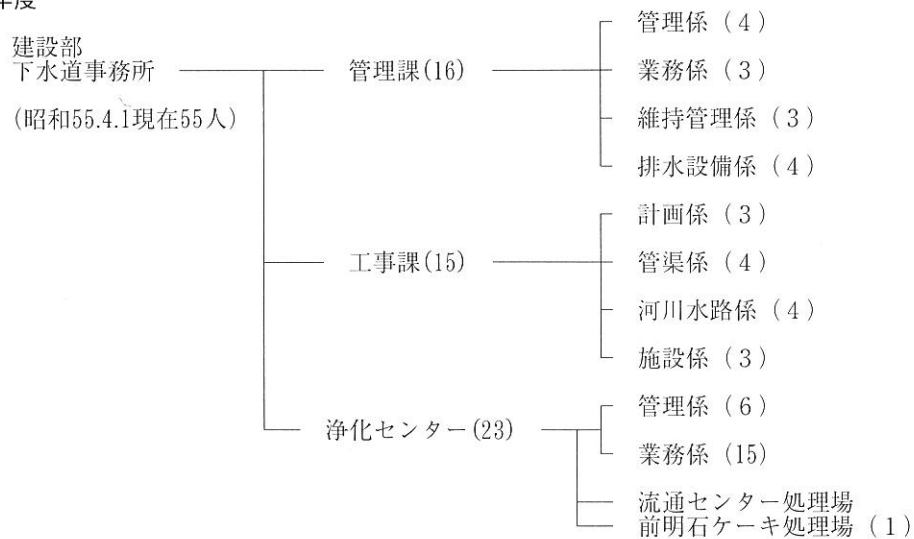 年度
建設部
下水道事務所
(昭和55.4.1現在55人)
管理課(16)
管理係(4)
業務係(3)
維持管理係(3)
排水設備係(4)
工事課(15)
計画係(3)
管渠係(4)
河川水路係(4)
施設係(3)
浄化センター(23)
管理係(6)
業務係(15)
流通センター処理場
前明石ケーキ処理場(1)